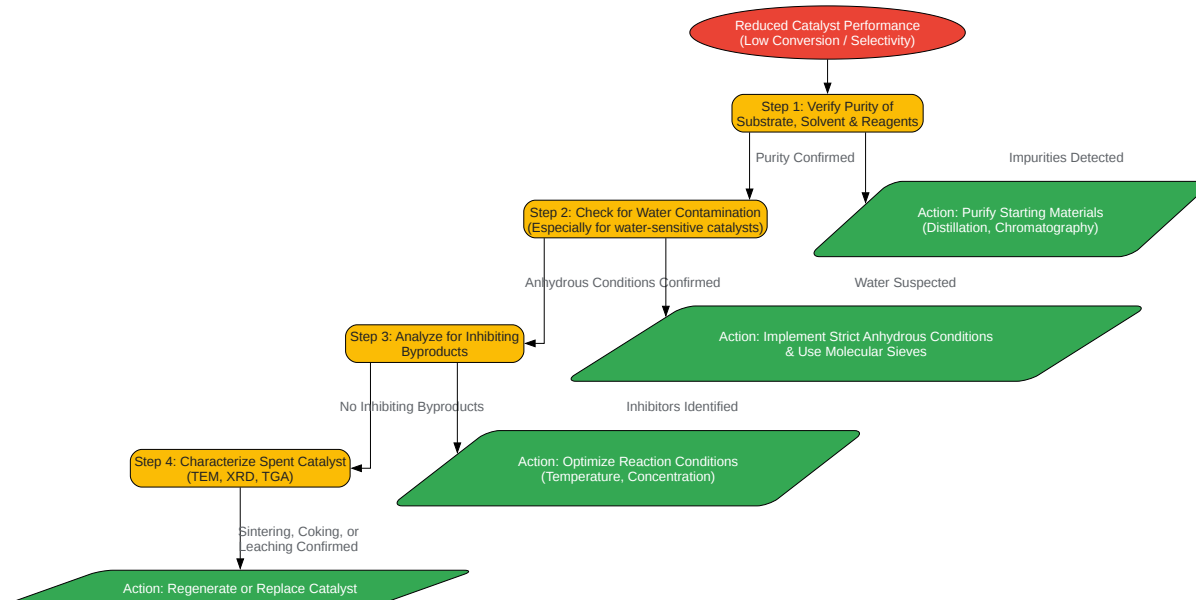 Reduced Catalyst Performance
(Low Conversion / Selectivity)
Step 1: Verify Purity of
Substrate, Solvent & Reagents
Purity Confirmed
Impurities Detected
Step 2: Check for Water Contamination
(Especially for water-sensitive catalysts)
Action: Purify Starting Materials
(Distillation, Chromatography)
Anhydrous Conditions Confirmed
Water Suspected
Step 3: Analyze for Inhibiting
Byproducts
Action: Implement Strict Anhydrous Conditions
& Use Molecular Sieves
No Inhibiting Byproducts
Inhibitors Identified
Step 4: Characterize Spent Catalyst
(TEM, XRD, TGA)
Action: Optimize Reaction Conditions
(Temperature, Concentration)
Sintering, Coking, or
Leaching Confirmed
Action: Regenerate or Replace Catalyst